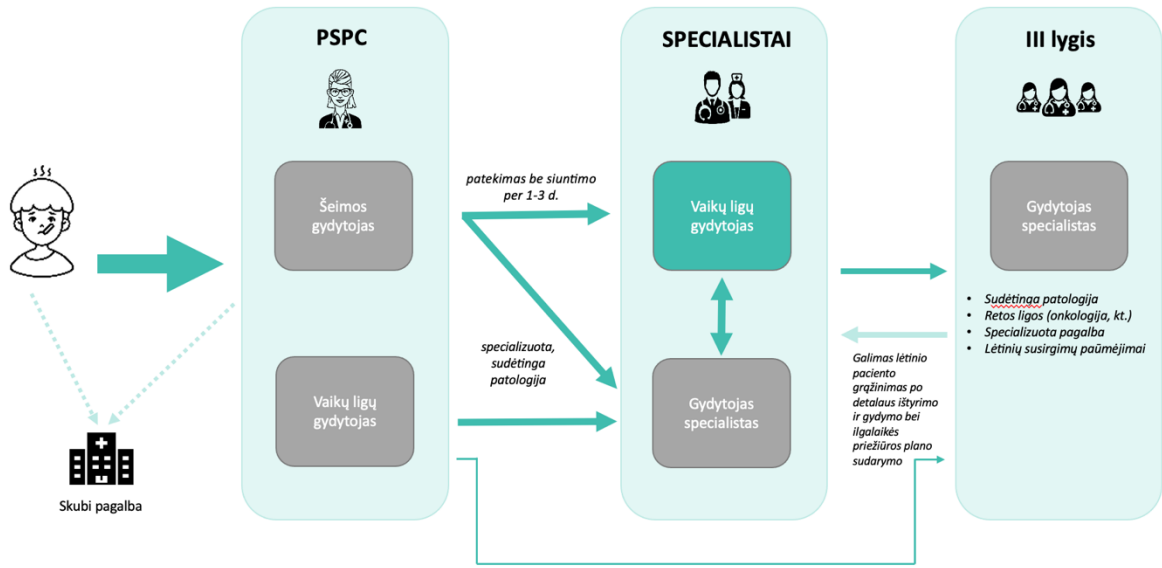 PSPC
SPECIALISTAI
III lygis
Šeimos
gydytojas
patekimas be siuntimo
per 1-3 d.
Vaikų ligų
gydytojas
Gydytojas
specialistas
• Sudėtinga patologija
• Retos ligos (onkologija, kt.)
• Specializuota pagalba
• Lėtinių susirgimų paūmėjimai
specializuota,
sudėtinga
patologija
Galimas lėtinio
paciento
grąžinimas po
detalaus ištyrimo
ir gydymo bei
ilgalaikės
priežiūros plano
sudarymo
Vaikų ligų
gydytojas
Gydytojas
specialistas
Skubi pagalba